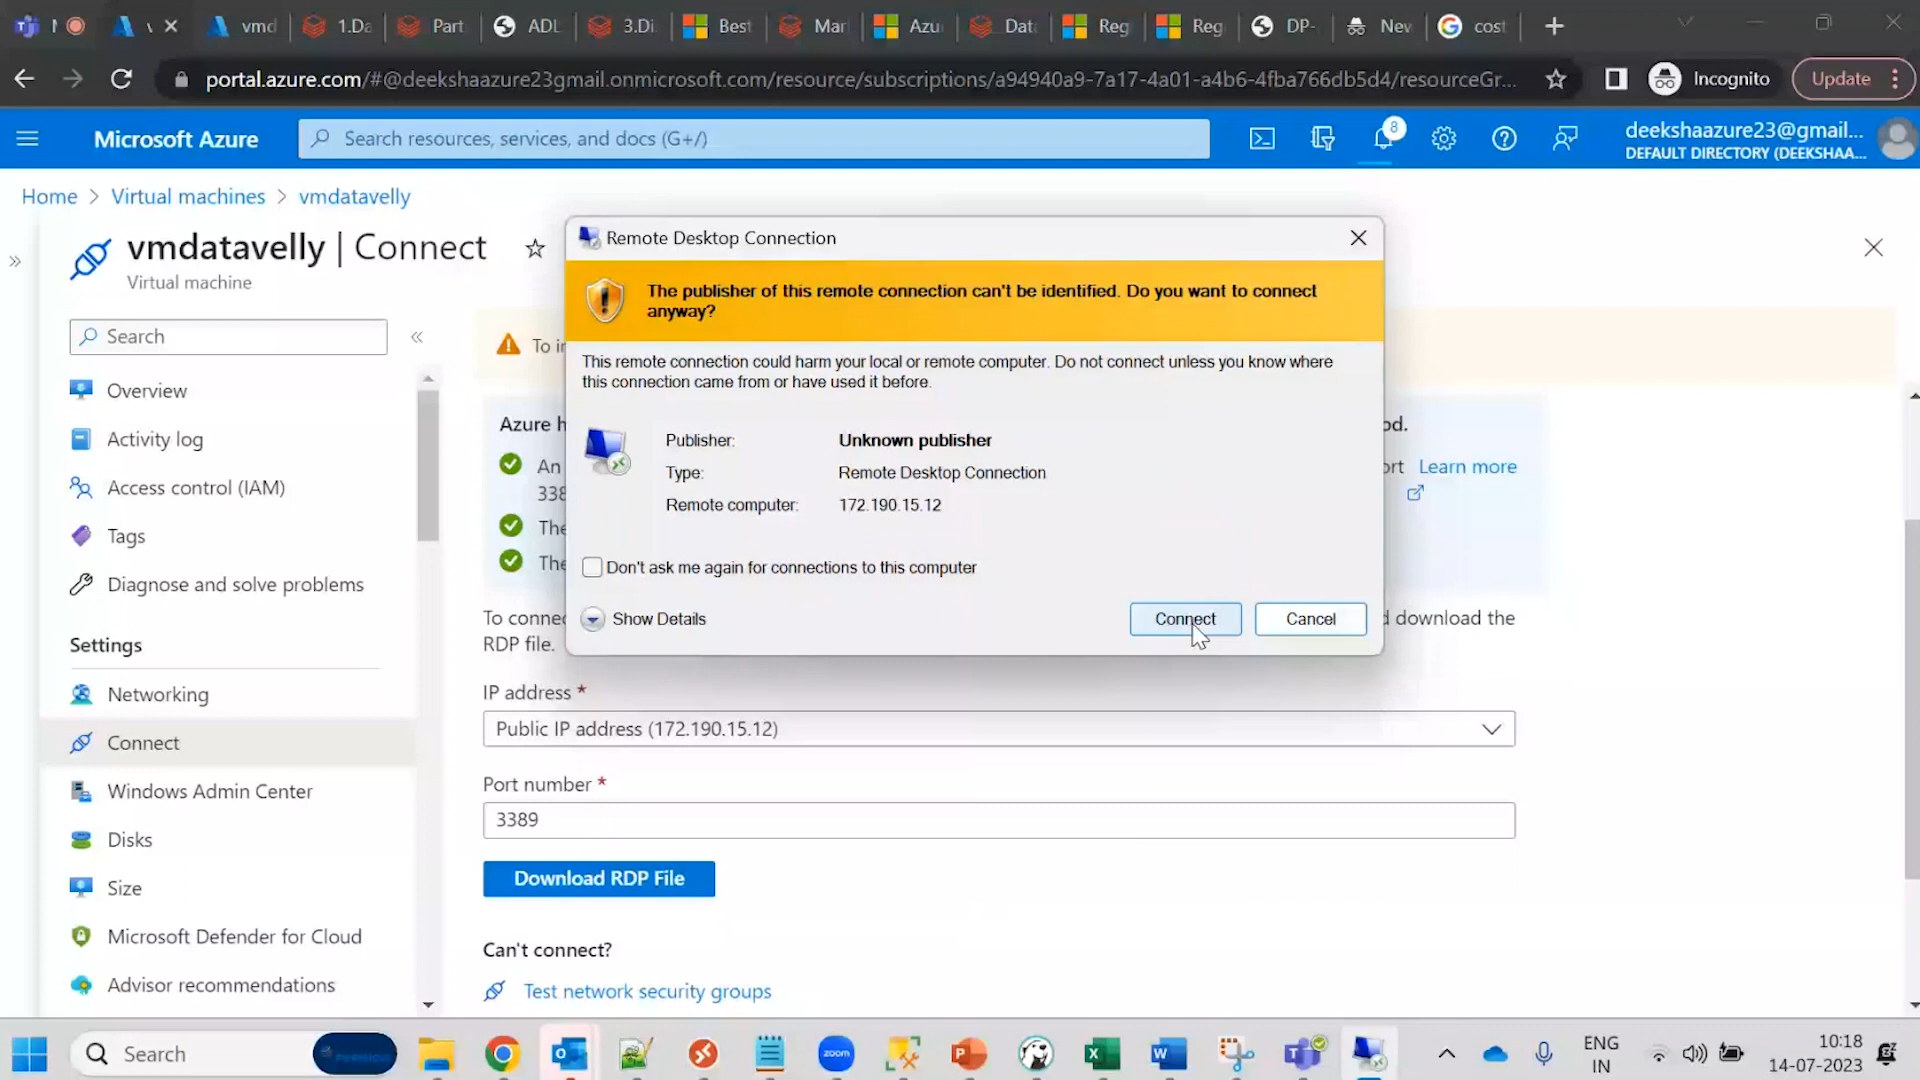 1.Da
Part
ADL
3.Di
Best
Mar
Azu
Dat
Reg
Reg
DP-
Nev
cost
vmd
portal.azure.com/#@deekshaazure23gmail.onmicrosoft.com/resource/subscriptions/a94940a9-7a17-4a01-a4b6-4fba766db5d4/resourceGr...
Incognito
Update
Microsoft Azure
Search resources, services, and docs (G+/)
8
deekshaazure23@gmail...
DEFAULT DIRECTORY (DEEKSHAA...
Home > Virtual machines > vmdatavelly
vmdatavelly | Connect
Virtual machine
Search
Overview
Activity log
Access control (IAM)
Tags
Diagnose and solve problems
Settings
Networking
Connect
Windows Admin Center
Disks
Size
Microsoft Defender for Cloud
Advisor recommendations
To i
Azure h
An
338
The
The
od.
ort Learn more
Remote Desktop Connection
The publisher of this remote connection can't be identified. Do you want to connect
anyway?
This remote connection could harm your local or remote computer. Do not connect unless you know where
this connection came from or have used it before.
Publisher: Unknown publisher
Type: Remote Desktop Connection
Remote computer: 172.190.15.12
Don't ask me again for connections to this computer
Show Details
Connect
Cancel
To connec
d download the
RDP file.
IP address *
Public IP address (172.190.15.12)
Port number *
3389
Download RDP File
Can't connect?
Test network security groups
Search
zoom
ENG
IN
10:18
14-07-2023